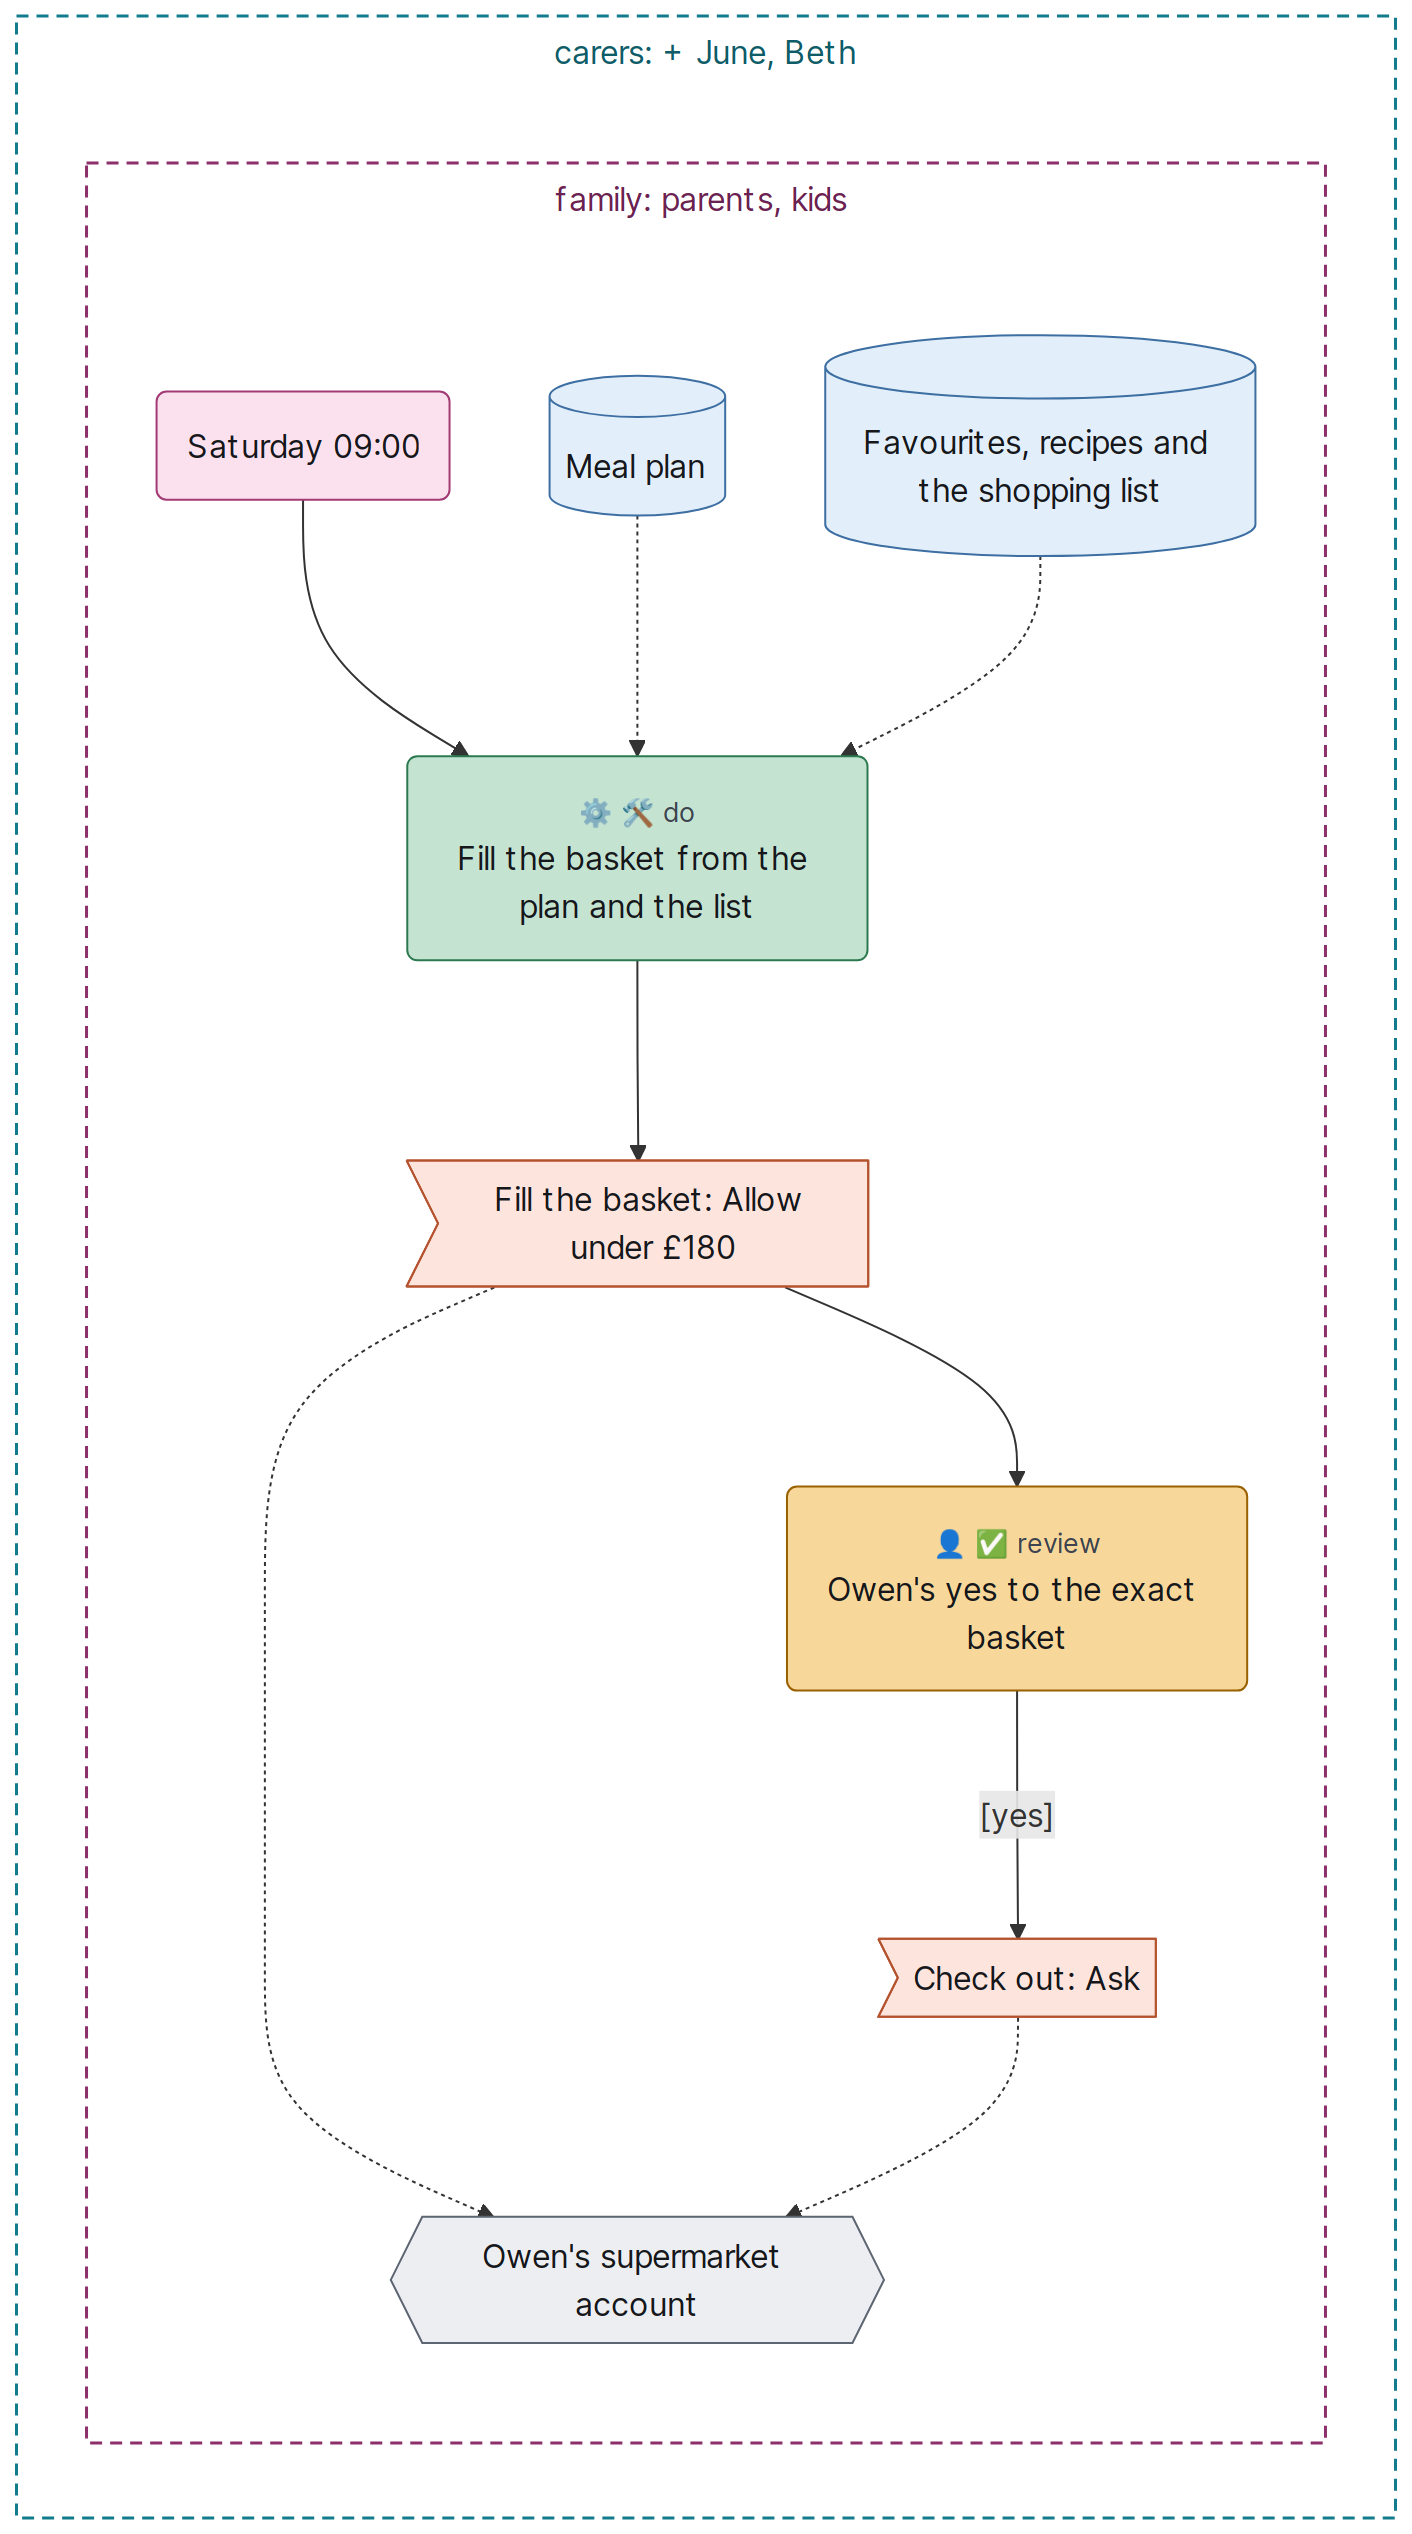 carers: + June, Beth
family: parents, kids
Saturday 09:00
Meal plan
Favourites, recipes and
the shopping list
do
Fill the basket from the
plan and the list
Fill the basket: Allow
under £180
review
Owen's yes to the exact
basket
[yes]
Check out: Ask
Owen's supermarket
account